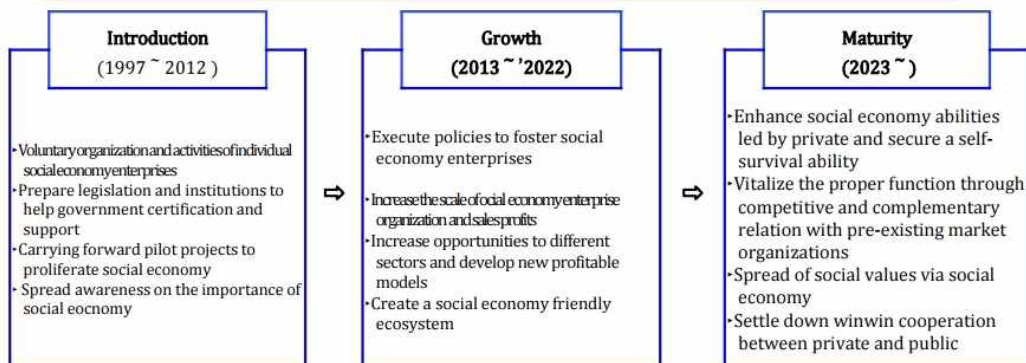 Introduction
(1997 ~ 2012 )
‣Voluntary organization and activities of individual
social economy enterprises
‣Prepare legislation and institutions to
help government certification and
support
‣Carrying forward pilot projects to
proliferate social economy
‣Spread awareness on the importance of
social eocnomy
⇨
Growth
(2013 ~ '2022)
‣Execute policies to foster social
economy enterprises
‣Increase the scale of ocial economy enterprise
organization and sales profits
‣Increase opportunities to different
sectors and develop new profitable
models
‣Create a social economy friendly
ecosystem
⇨
Maturity
(2023 ~ )
‣Enhance social economy abilities
led by private and secure a self-
survival ability
‣Vitalize the proper function through
competitive and complementary
relation with pre-existing market
organizations
‣Spread of social values via social
economy
‣Settle down winwin cooperation
between private and public